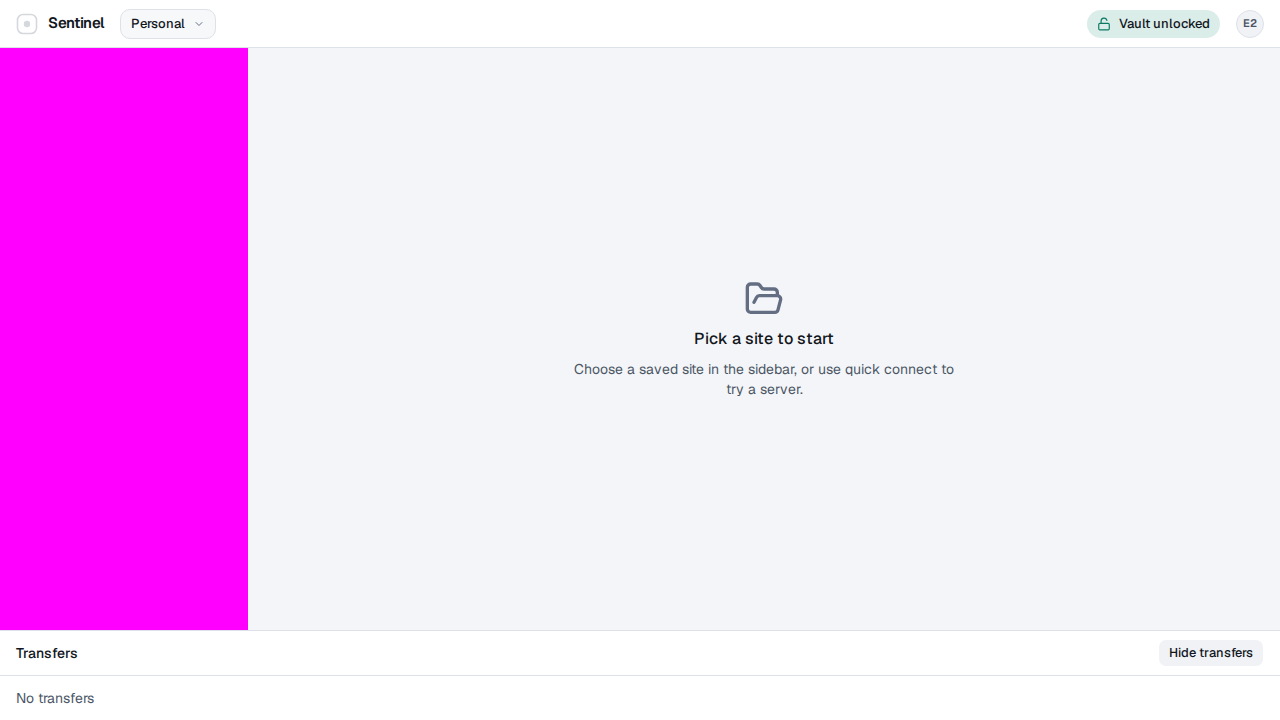 Sentinel
Personal
Vault unlocked
E2
Pick a site to start
Choose a saved site in the sidebar, or use quick connect to
try a server.
Transfers
Hide transfers
No transfers